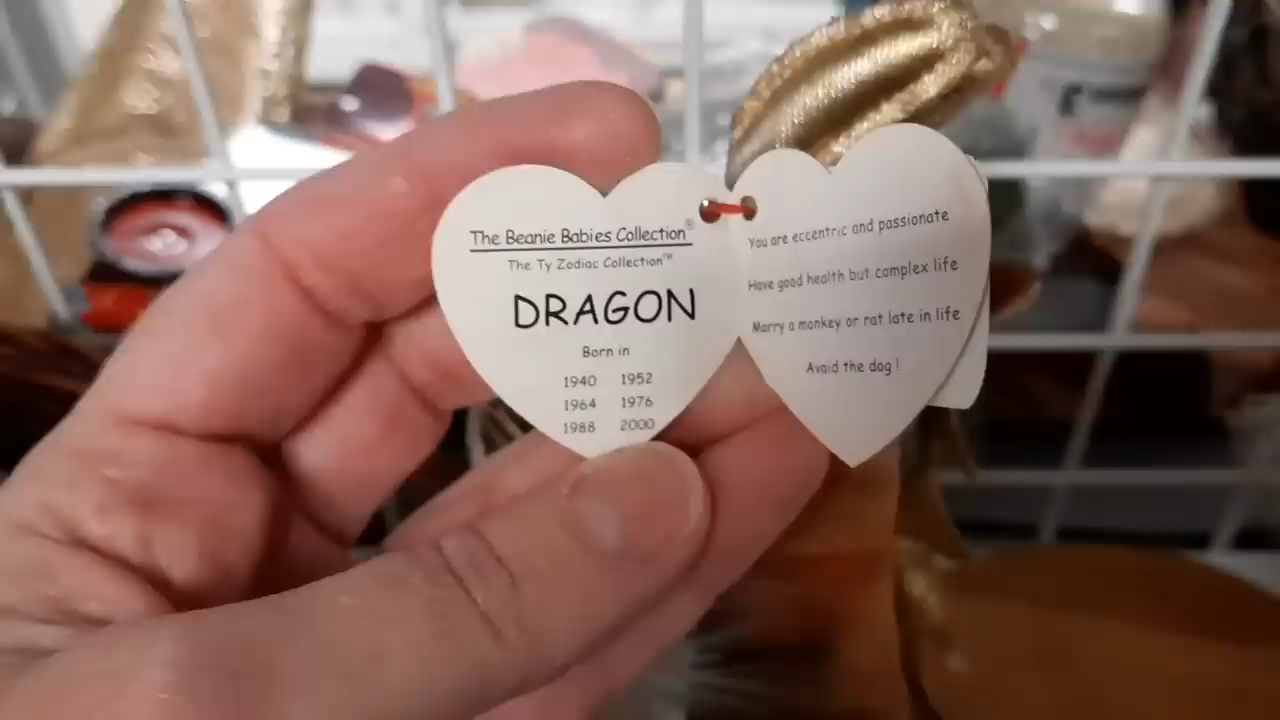 The Beanie Babies Collection®
The Ty Zodiac Collection™
DRAGON
Born in
1940 1952
1964 1976
1988 2000
You are eccentric and passionate
Have good health but complex life
Marry a monkey or rat late in life
Avoid the dog !